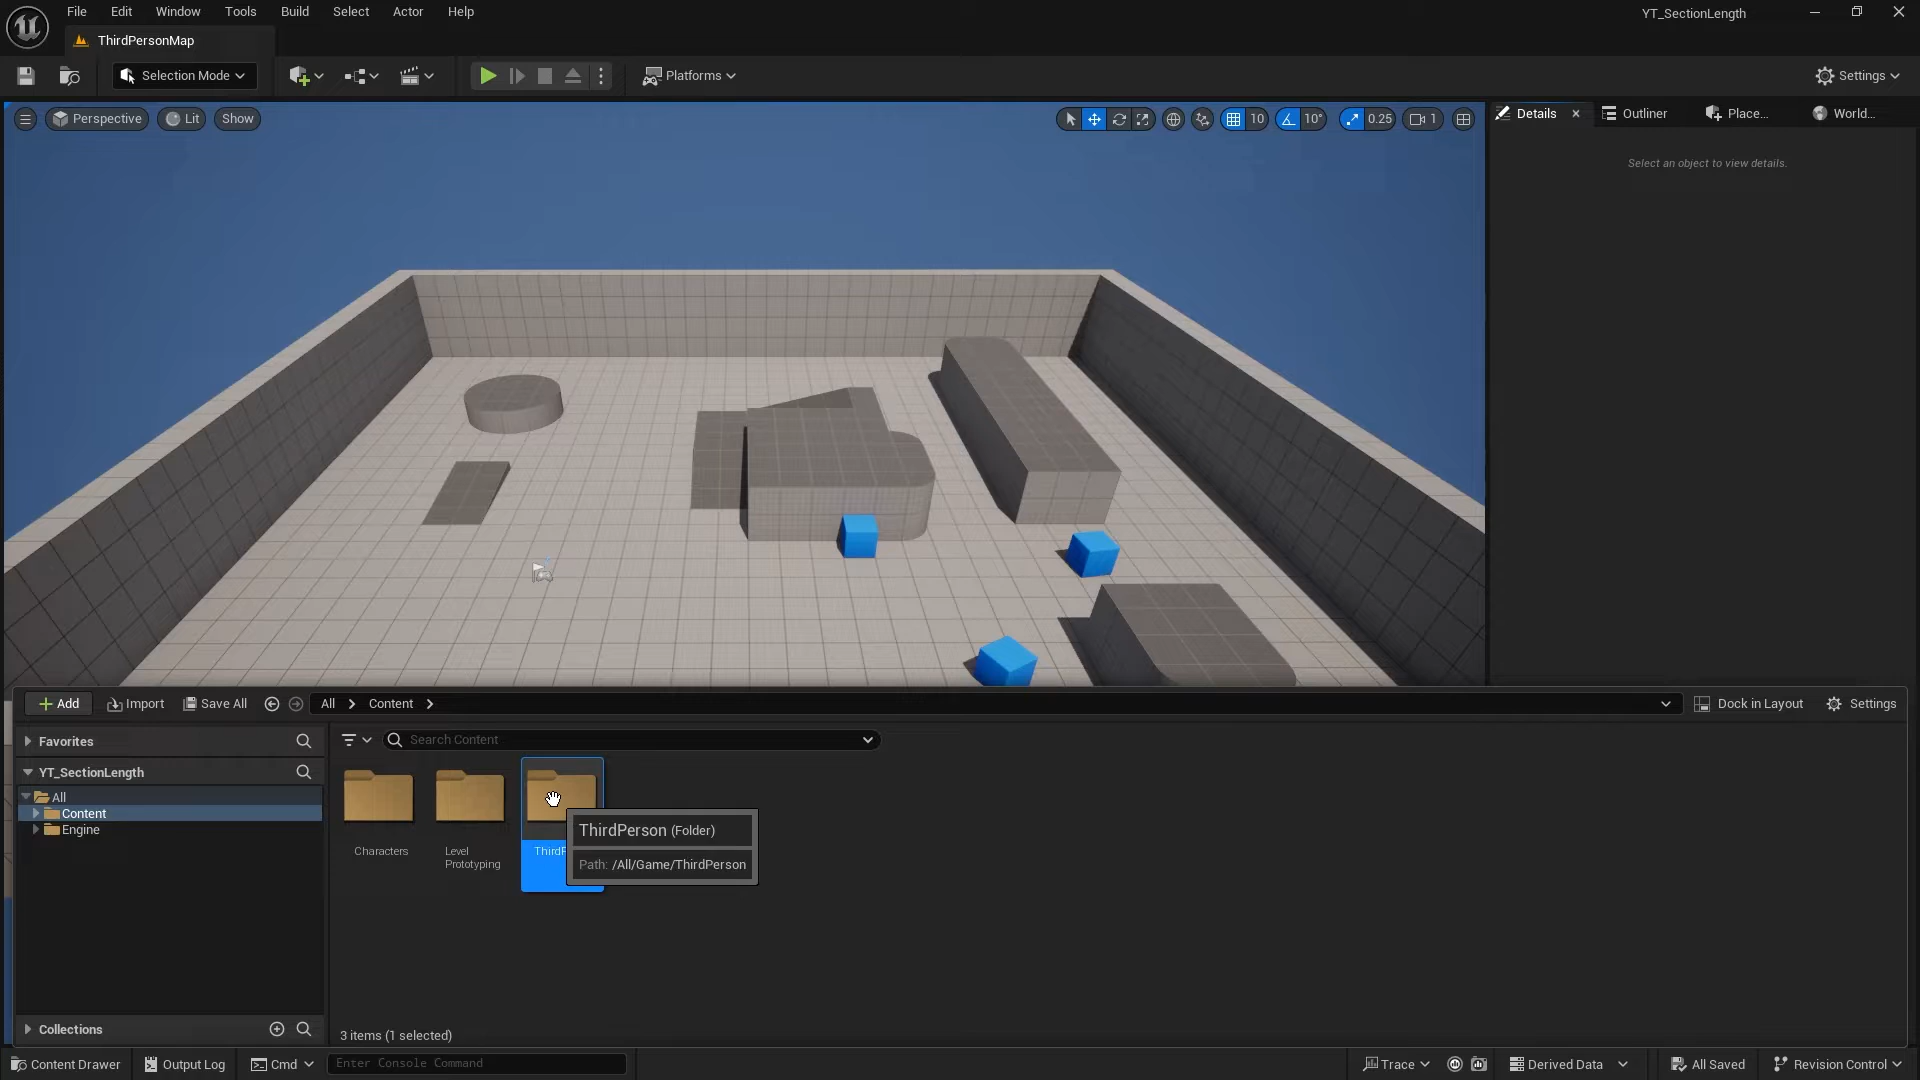 File Edit Window Tools Build Select Actor Help
YT_SectionLength
ThirdPersonMap
Selection Mode
Platforms
Settings
Perspective
Lit
Show
10
10°
0.25
1
Details
Outliner
Place...
World...
Select an object to view details.
Add
Import
Save All
All
Content
Dock in Layout
Settings
Favorites
Search Content
YT_SectionLength
All
Content
Engine
ThirdPerson (Folder)
Path: /All/Game/ThirdPerson
Characters
Level
Prototyping
Collections
3 items (1 selected)
Content Drawer
Output Log
Cmd
Enter Console Command
Trace
Derived Data
All Saved
Revision Control